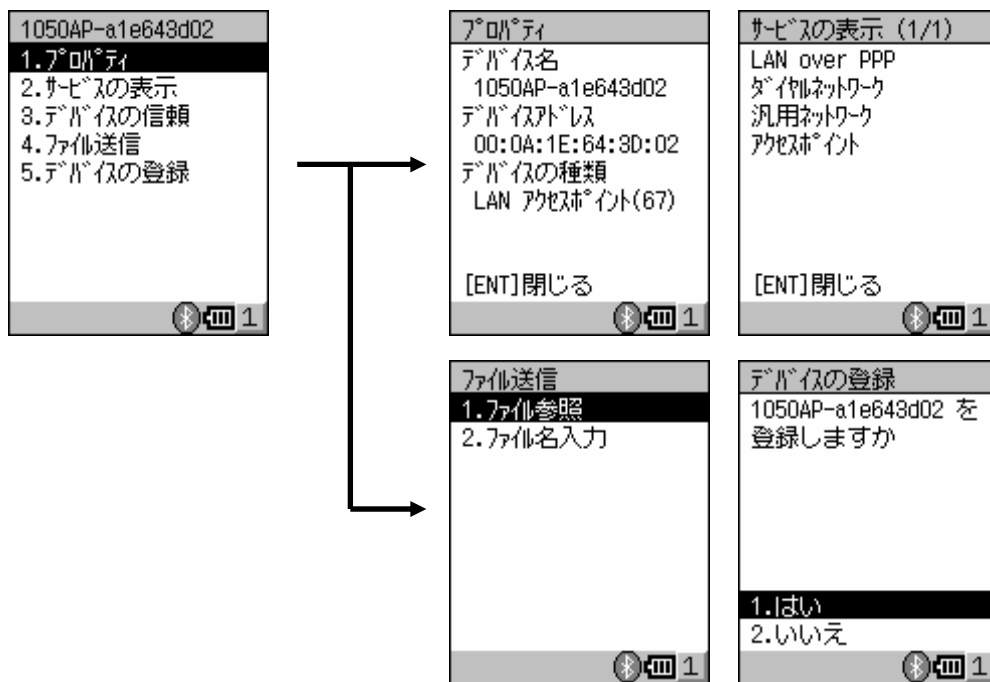 1050AP-a1e643d02
1.ﾌﾟﾛﾊﾟﾃｨ
2.ｻｰﾋﾞｽの表示
3.ﾃﾞﾊﾞｲｽの信頼
4.ﾌｧｲﾙ送信
5.ﾃﾞﾊﾞｲｽの登録
1
ﾌﾟﾛﾊﾟﾃｨ
ﾃﾞﾊﾞｲｽ名
1050AP-a1e643d02
ﾃﾞﾊﾞｲｽｱﾄﾞﾚｽ
00:0A:1E:64:3D:02
ﾃﾞﾊﾞｲｽの種類
LAN ｱｸｾｽﾎﾟｲﾝﾄ(67)
[ENT]閉じる
1
ｻｰﾋﾞｽの表示 (1/1)
LAN over PPP
ﾀﾞｲﾔﾙﾈｯﾄﾜｰｸ
汎用ﾈｯﾄﾜｰｸ
ｱｸｾｽﾎﾟｲﾝﾄ
[ENT]閉じる
1
ﾌｧｲﾙ送信
1.ﾌｧｲﾙ参照
2.ﾌｧｲﾙ名入力
1
ﾃﾞﾊﾞｲｽの登録
1050AP-a1e643d02 を
登録しますか
1.はい
2.いいえ
1